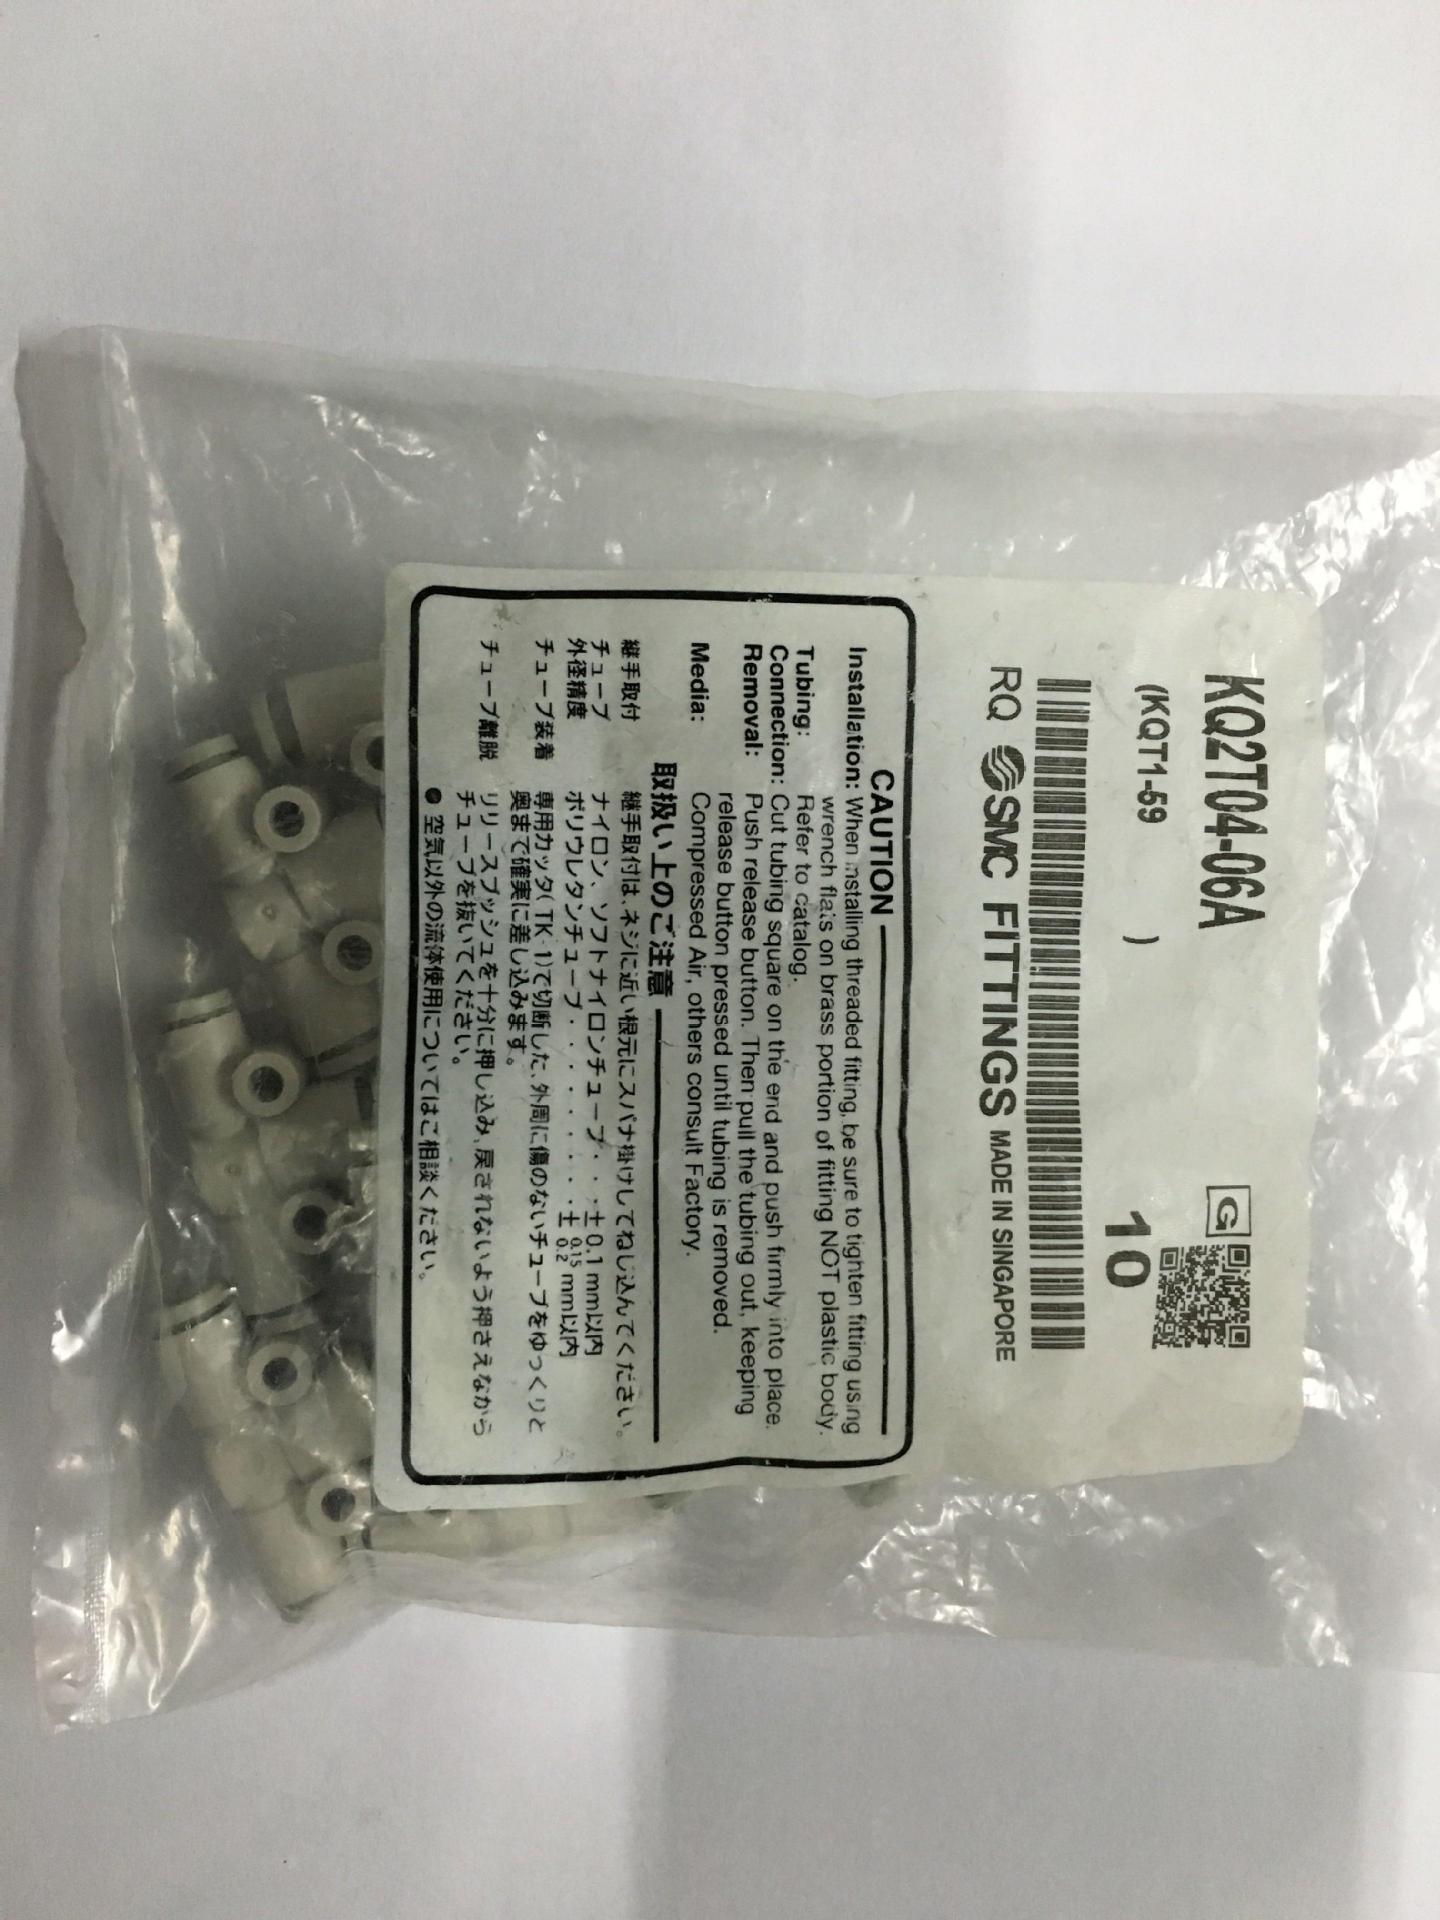 KQ2T04-06A
G
(KQT1-59 )
10
RQ SMC FITTINGS MADE IN SINGAPORE
CAUTION
Installation: When installing threaded fitting, be sure to tighten fitting using
wrench flats on brass portion of fitting NOT plastic body.
Tubing: Refer to catalog.
Connection: Cut tubing square on the end and push firmly into place.
Removal: Push release button. Then pull the tubing out, keeping
release button pressed until tubing is removed.
Media: Compressed Air, others consult Factory.
取扱い上のご注意
継手取付 継手取付は、ネジに近い根元にスパナ掛けしてねじ込んでください。
チューブ ナイロン、ソフトナイロンチューブ・・・±0.1mm以内
外径精度 ポリウレタンチューブ・・・・・・・± 0.15 0.2 mm以内
チューブ装着 専用カッタ(TK-1)で切断した、外周に傷のないチューブをゆっくりと
奥まで確実に差し込みます。
チューブ離脱 リリースブッシュを十分に押し込み、戻されないよう押さえながら
チューブを抜いてください。
●空気以外の流体使用についてはご相談ください。